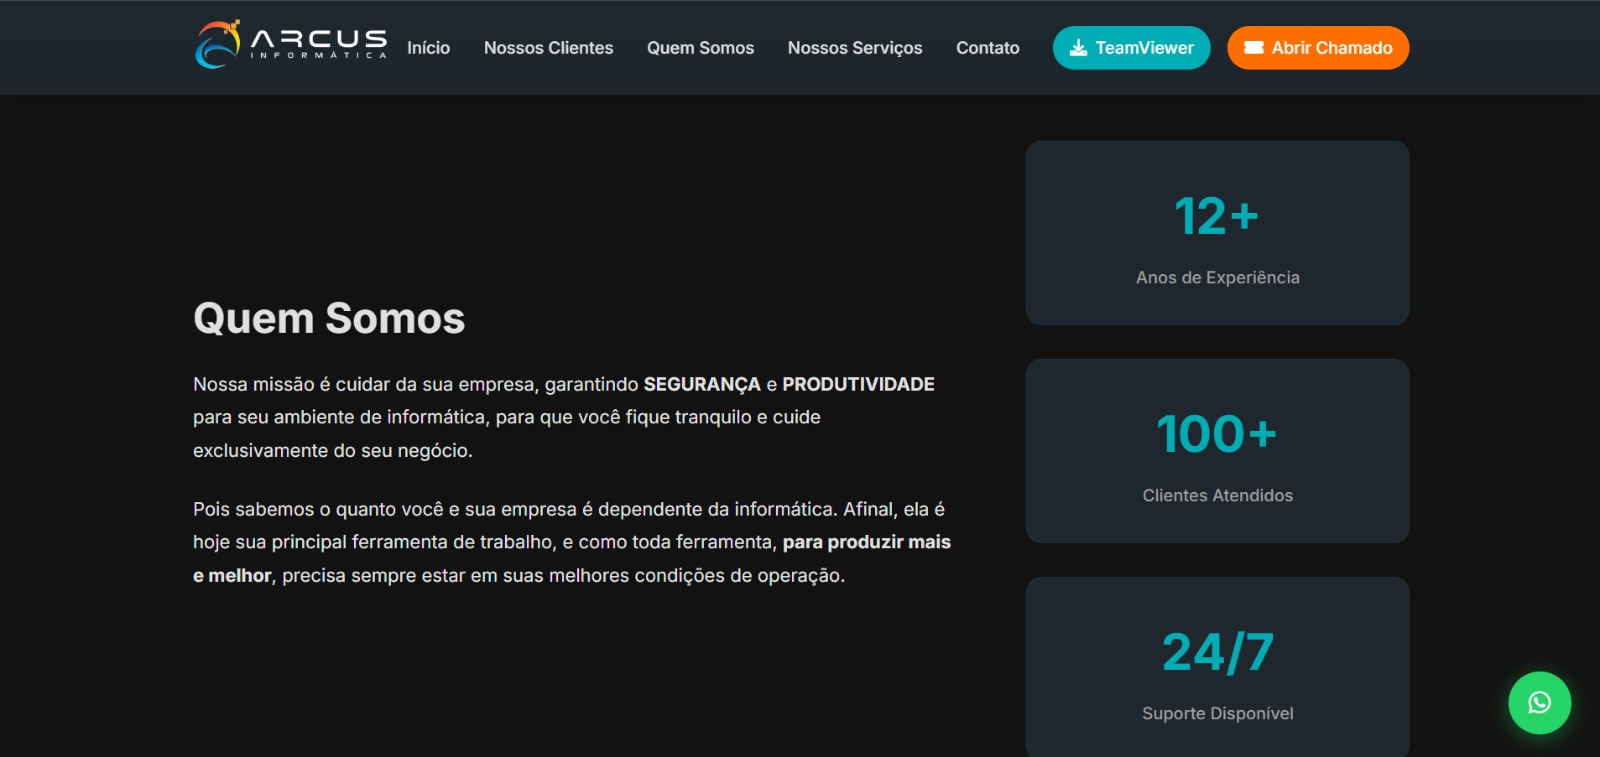 ARCUS
INFORMÁTICA
Início
Nossos Clientes
Quem Somos
Nossos Serviços
Contato
TeamViewer
Abrir Chamado
Quem Somos
Nossa missão é cuidar da sua empresa, garantindo SEGURANÇA e PRODUTIVIDADE
para seu ambiente de informática, para que você fique tranquilo e cuide
exclusivamente do seu negócio.
Pois sabemos o quanto você e sua empresa é dependente da informática. Afinal, ela é
hoje sua principal ferramenta de trabalho, e como toda ferramenta, para produzir mais
e melhor, precisa sempre estar em suas melhores condições de operação.
12+
Anos de Experiência
100+
Clientes Atendidos
24/7
Suporte Disponível